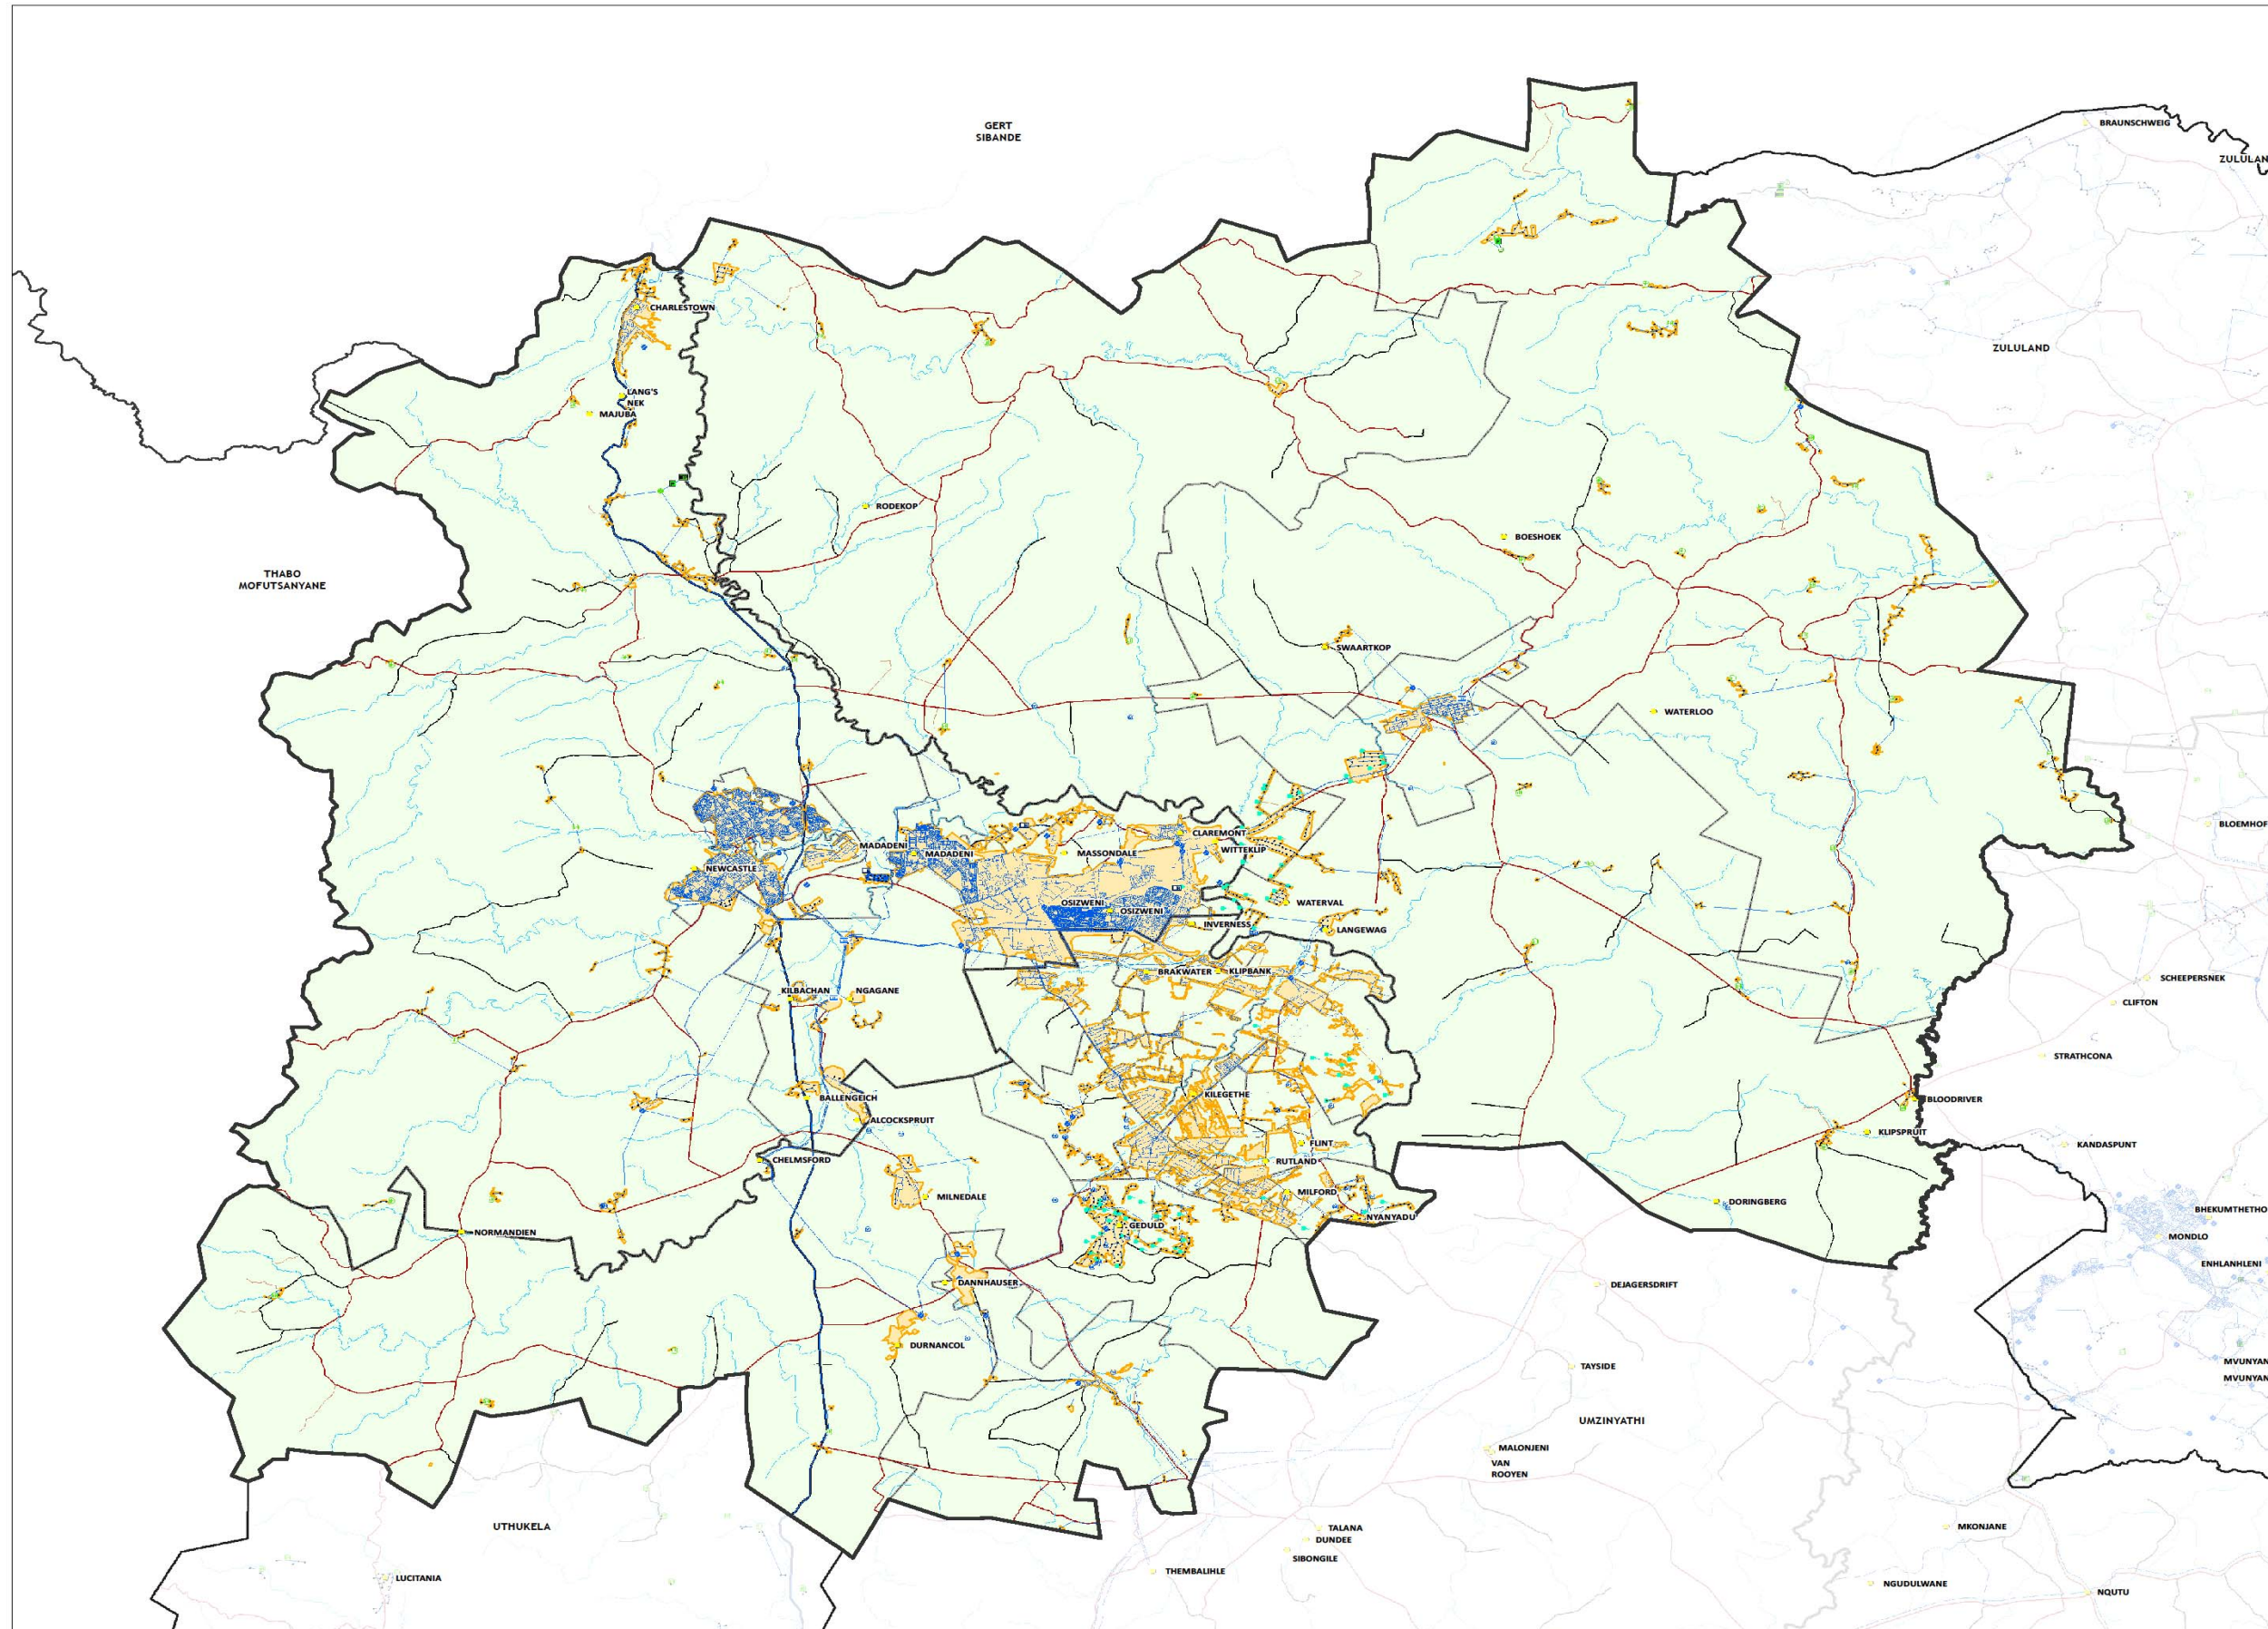 GERT
SIBANDE
BRAUNSCHWEIG
ZULULAN
CHARLESTOWN
ZULULAND
LANG'S
NEK
MAJUBA
RODEKOP
BOESHOEK
THABO
MOFUTSANYANE
SWAARTKOP
WATERLOO
BLOEMHOF
CLAREMONT
MADADENI
MADADENI
MASSONDALE
WITTEKLIP
NEWCASTLE
OSIZWENI
OSIZWENI
WATERVAL
INVERNESS
LANGEWAG
BRAKWATER
KLIPBANK
SCHEEPERSNEK
KILBACHAN
NGAGANE
CLIFTON
STRATHCONA
BALLENGEICH
KILEGETHE
BLOODRIVER
ALCOCKSPRUIT
KLIPSPRUIT
FLINT
KANDASPUNT
CHELMSFORD
RUTLAND
MILNEDALE
MILFORD
DORINGBERG
BHEKUMTHETHO
NYANYADU
GEDULD
NORMANDIEN
MONDLO
ENHLANHLENI
DANNHAUSER
DEJAGERSDRIFT
DURNANCOL
TAYSIDE
MVUNYAN
MVUNYAN
UMZINYATHI
MALONJENI
VAN
ROOYEN
UTHUKELA
TALANA
DUNDEE
SIBONGILE
MKONJANE
THEMBALIHLE
LUCITANIA
NGUDULWANE
NQUTU